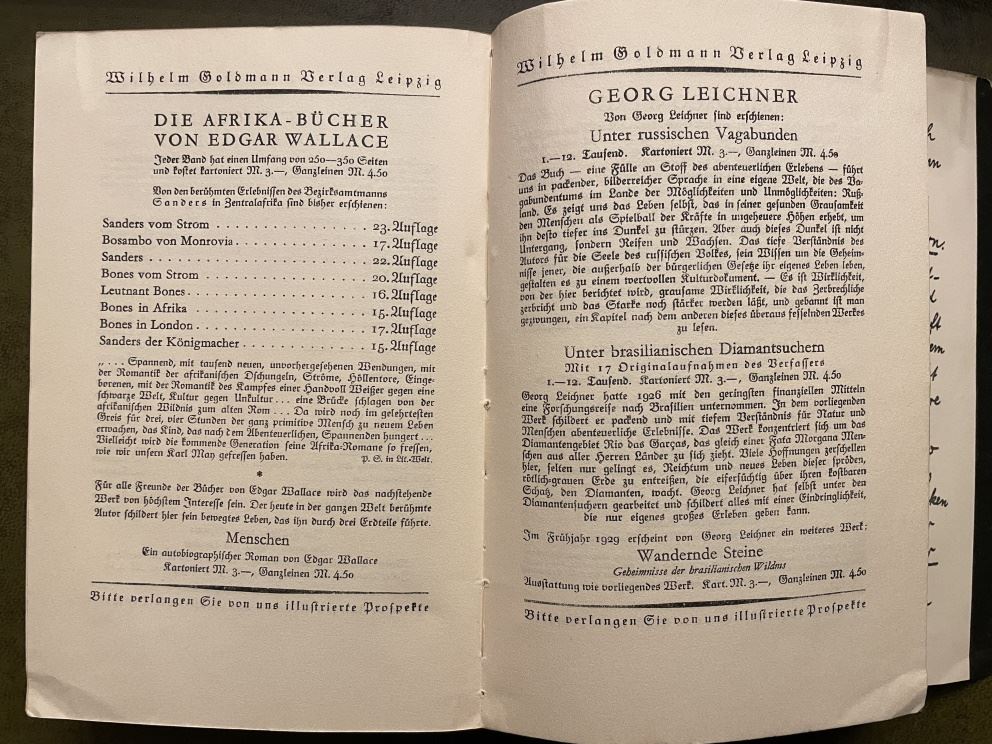 Wilhelm Goldmann Verlag Leipzig
DIE AFRIKA-BÜCHER
VON EDGAR WALLACE
Jeder Band hat einen Umfang von 250—350 Seiten
und kostet kartoniert M. 3.—, Ganzleinen M. 4.50
Von den berühmten Erlebnissen des Bezirksamtmanns
Sanders in Zentralafrika sind bisher erschienen:
Sanders vom Strom . . . . . . . . . . . . . 23. Auflage
Bosambo von Monrovia. . . . . . . . . . . . 17. Auflage
Sanders . . . . . . . . . . . . . . . . . . 22. Auflage
Bones vom Strom . . . . . . . . . . . . . . 20. Auflage
Leutnant Bones. . . . . . . . . . . . . . . 16. Auflage
Bones in Afrika . . . . . . . . . . . . . . 15. Auflage
Bones in London . . . . . . . . . . . . . . 17. Auflage
Sanders der Königmacher . . . . . . . . . . 15. Auflage
„. . . Spannend, mit tausend neuen, unvorhergesehenen Wendungen, mit
der Romantik der afrikanischen Dschungeln, Ströme, Höllentore, Einge-
borenen, mit der Romantik des Kampfes einer Handvoll Weißer gegen eine
schwarze Welt, Kultur gegen Unkultur . . . eine Brücke schlagen von der
afrikanischen Wildnis zum alten Rom . . . Da wird noch im gelehrtesten
Greis für drei, vier Stunden der ganz primitive Mensch zu neuem Leben
erwachen, das Kind, das nach dem Abenteuerlichen, Spannenden hungert . . .
Vielleicht wird die kommende Generation seine Afrika-Romane so fressen,
wie wir unsern Karl May gefressen haben. P. S. in Lit.-Welt.
*
Für alle Freunde der Bücher von Edgar Wallace wird das nachstehende
Werk von höchstem Interesse sein. Der heute in der ganzen Welt berühmte
Autor schildert hier sein bewegtes Leben, das ihn durch drei Erdteile führte.
Menschen
Ein autobiographischer Roman von Edgar Wallace
Kartoniert M. 3.—, Ganzleinen M. 4.50
Bitte verlangen Sie von uns illustrierte Prospekte
Wilhelm Goldmann Verlag Leipzig
GEORG LEICHNER
Von Georg Leichner sind erschienen:
Unter russischen Vagabunden
1.—12. Tausend. Kartoniert M. 3.—, Ganzleinen M. 4.50
Das Buch — eine Fülle an Stoff des abenteuerlichen Erlebens — führt
uns in packender, bilderreicher Sprache in eine eigene Welt, die des Va-
gabundentums im Lande der Möglichkeiten und Unmöglichkeiten: Ruß-
land. Es zeigt uns das Leben selbst, das in seiner gesunden Grausamkeit
den Menschen als Spielball der Kräfte in ungeheuere Höhen erhebt, um
ihn desto tiefer ins Dunkel zu stürzen. Aber auch dieses Dunkel ist nicht
Untergang, sondern Reifen und Wachsen. Das tiefe Verständnis des
Autors für die Seele des russischen Volkes, sein Wissen um die Geheim-
nisse jener, die außerhalb der bürgerlichen Gesetze ihr eigenes Leben leben,
gestalten es zu einem wertvollen Kulturdokument. — Es ist Wirklichkeit,
von der hier berichtet wird, grausame Wirklichkeit, die das Zerbrechliche
zerbricht und das Starke noch stärker werden läßt, und gebannt ist man
gezwungen, ein Kapitel nach dem anderen dieses überaus fesselnden Werkes
zu lesen.
Unter brasilianischen Diamantsuchern
Mit 17 Originalaufnahmen des Verfassers
1.—12. Tausend. Kartoniert M. 3.—, Ganzleinen M. 4.50
Georg Leichner hatte 1926 mit den geringsten finanziellen Mitteln
eine Forschungsreise nach Brasilien unternommen. In dem vorliegenden
Werk schildert er packend und mit tiefem Verständnis für Natur und
Menschen abenteuerliche Erlebnisse. Das Werk konzentriert sich um das
Diamantengebiet Rio das Garças, das gleich einer Fata Morgana Men-
schen aus aller Herren Länder zu sich zieht. Viele Hoffnungen zerschellen
hier, selten nur gelingt es, Reichtum und neues Leben dieser spröden,
rötlich-grauen Erde zu entreißen, die eifersüchtig über ihren kostbaren
Schatz, den Diamanten, wacht. Georg Leichner hat selbst unter den
Diamantensuchern gearbeitet und schildert alles mit einer Eindringlichkeit,
die nur eigenes großes Erleben geben kann.
Im Frühjahr 1929 erscheint von Georg Leichner ein weiteres Werk:
Wandernde Steine
Geheimnisse der brasilianischen Wildnis
Ausstattung wie vorliegendes Werk. Kart. M. 3.—, Ganzleinen M. 4.50
Bitte verlangen Sie von uns illustrierte Prospekte